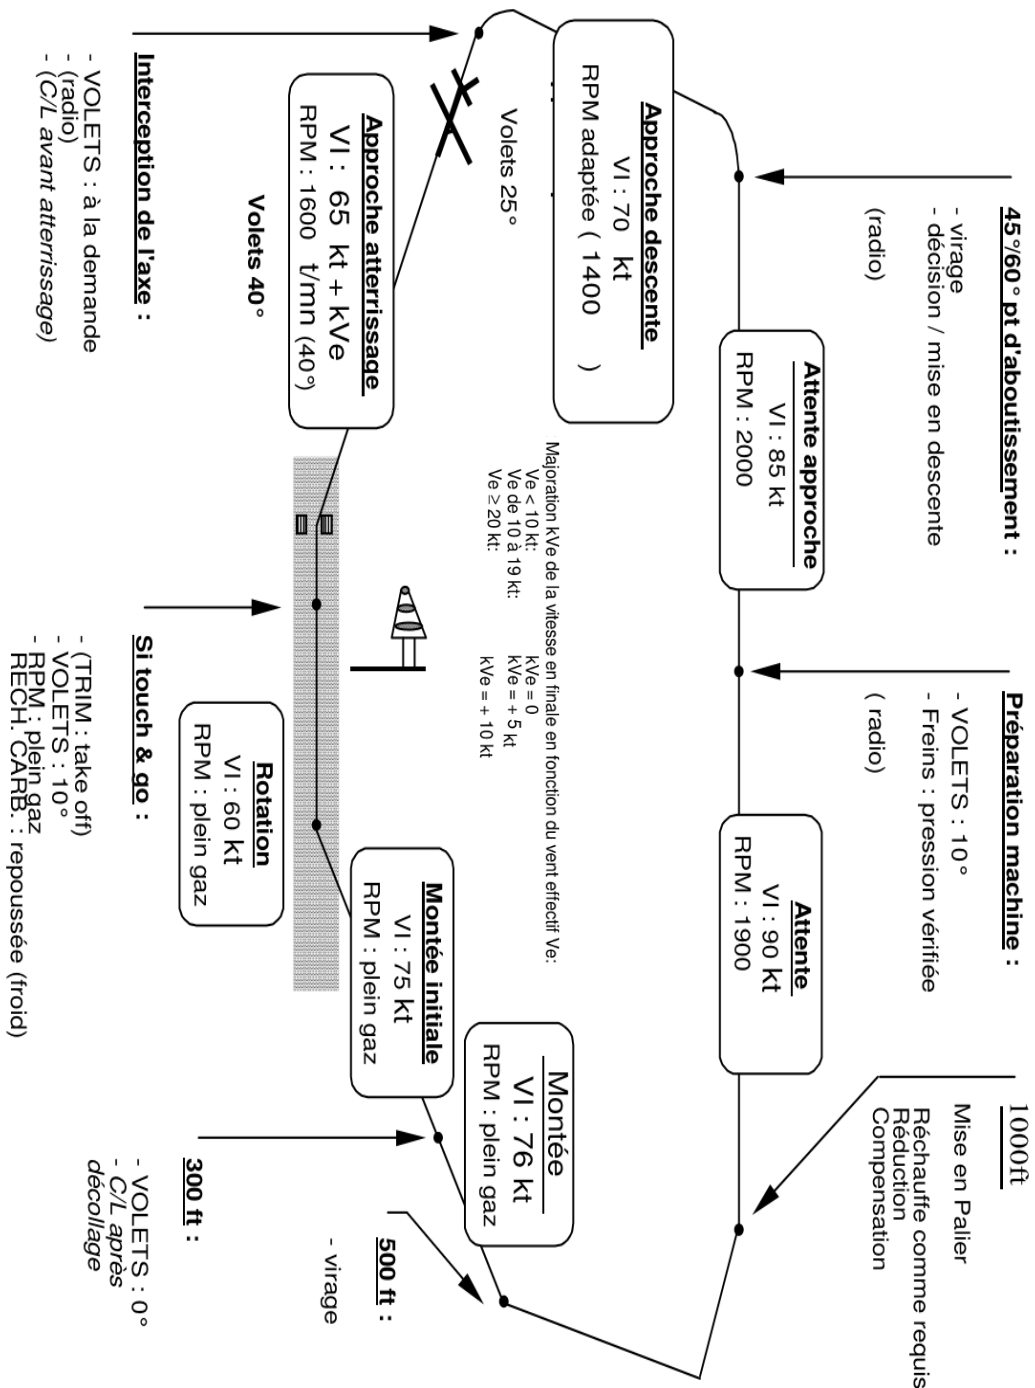 45°/60° pt d'aboutissement :
- virage
- décision / mise en descente
(radio)
Préparation machine :
- VOLETS : 10°
- Freins : pression vérifiée
( radio)
1000ft
Mise en Palier
Réchauffe comme requis
Réduction
Compensation
Attente approche
VI : 85 kt
RPM : 2000
Attente
VI : 90 kt
RPM : 1900
Approche descente
VI : 70 kt
RPM adaptée ( 1400 )
Volets 25°
Majoration kVe de la vitesse en finale en fonction du vent effectif Ve:
Ve < 10 kt: kVe = 0
Ve de 10 à 19 kt: kVe = + 5 kt
Ve ≥ 20 kt: kVe = + 10 kt
Montée
VI : 76 kt
RPM : plein gaz
Approche atterrissage
VI : 65 kt + kVe
RPM : 1600 t/mn (40°)
Volets 40°
Montée initiale
VI : 75 kt
RPM : plein gaz
500 ft :
- virage
Rotation
VI : 60 kt
RPM : plein gaz
Interception de l'axe :
- VOLETS : à la demande
- (radio)
- (C/L avant atterrissage)
Si touch & go :
- (TRIM : take off)
- VOLETS : 10°
- RPM : plein gaz
RECH. CARB. : repoussée (froid)
300 ft :
- VOLETS : 0°
- C/L après
décollage